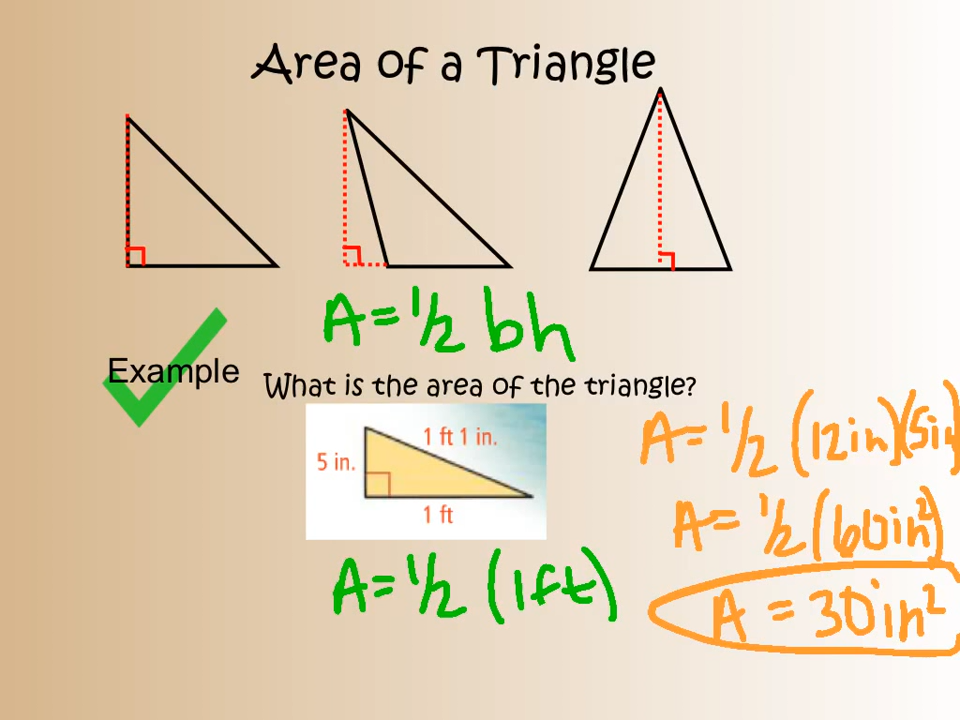 Area of a Triangle
A = 1/2 bh
Example
What is the area of the triangle?
1 ft 1 in.
5 in.
1 ft
A = 1/2 (1ft)
A = 1/2 (12in)(5in)
A = 1/2 (60in²)
A = 30in²